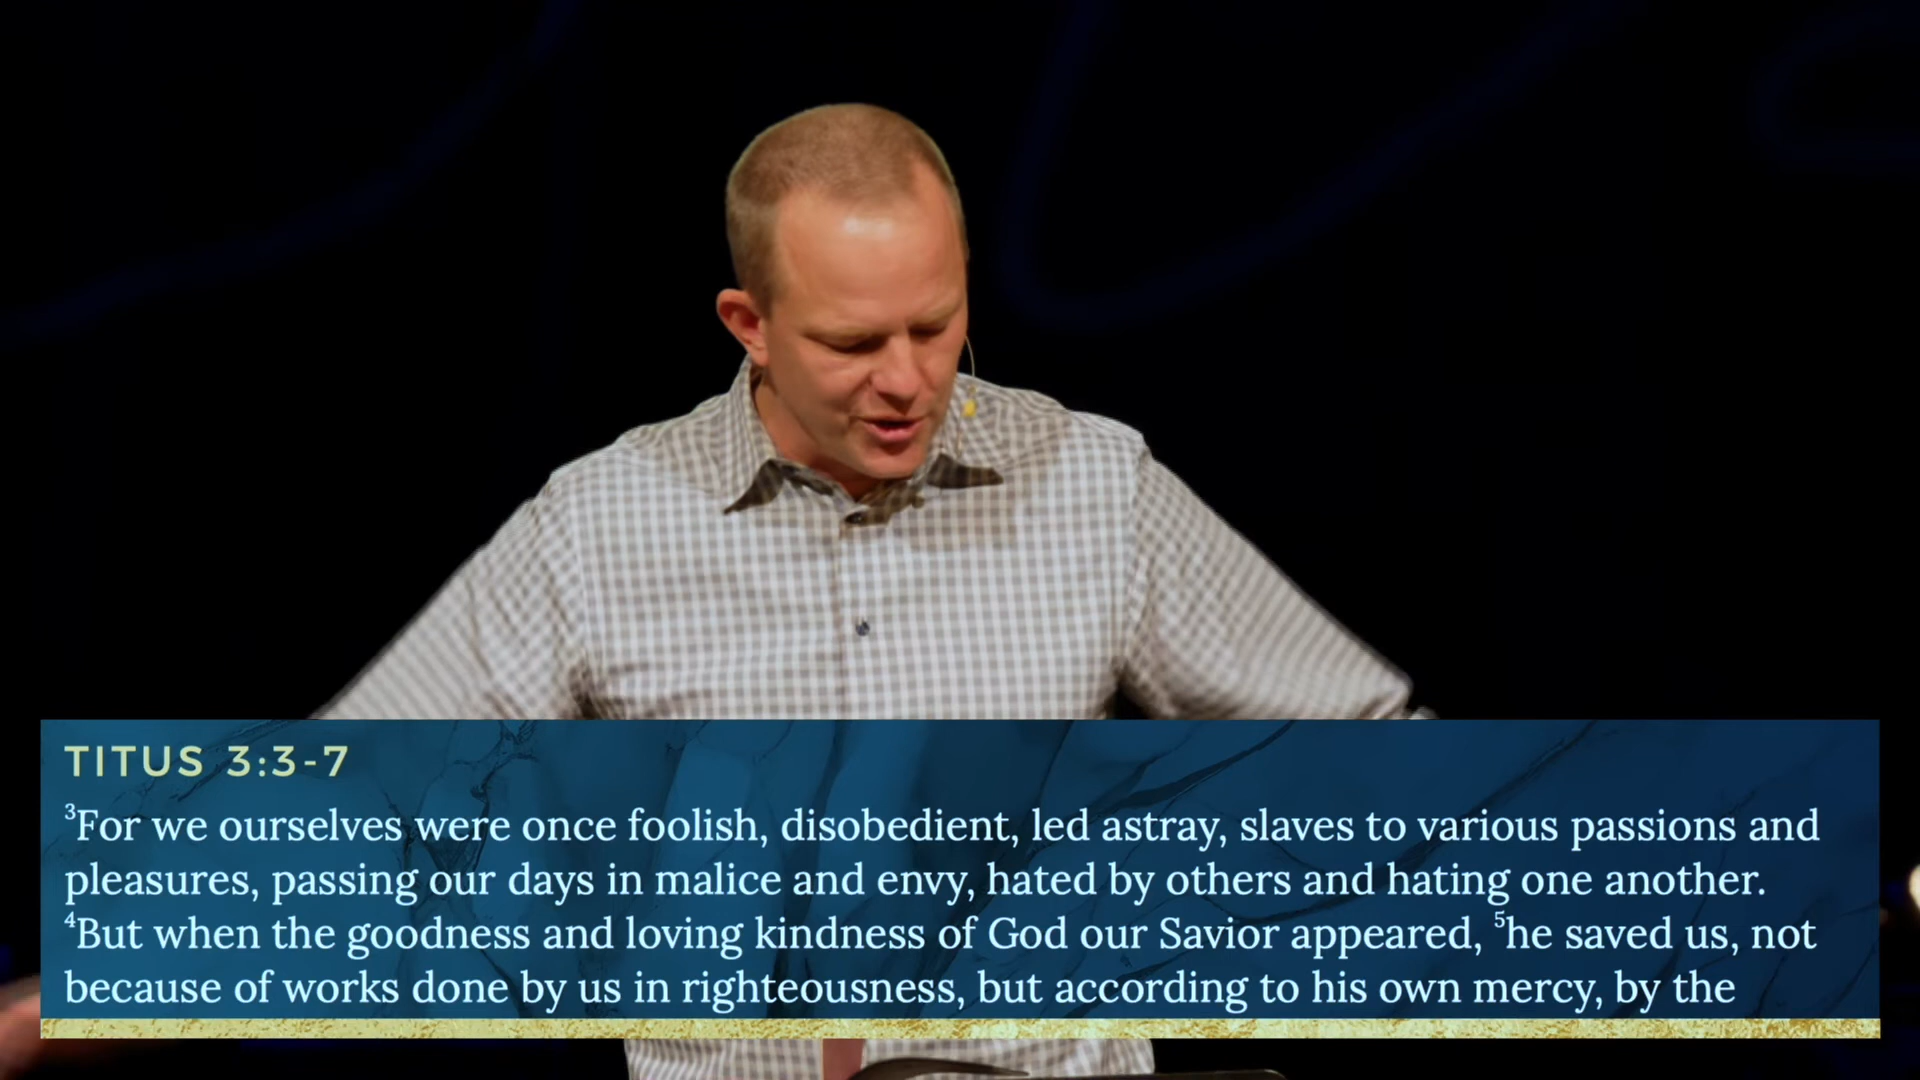 TITUS 3:3-7
³For we ourselves were once foolish, disobedient, led astray, slaves to various passions and
pleasures, passing our days in malice and envy, hated by others and hating one another.
⁴But when the goodness and loving kindness of God our Savior appeared, ⁵he saved us, not
because of works done by us in righteousness, but according to his own mercy, by the